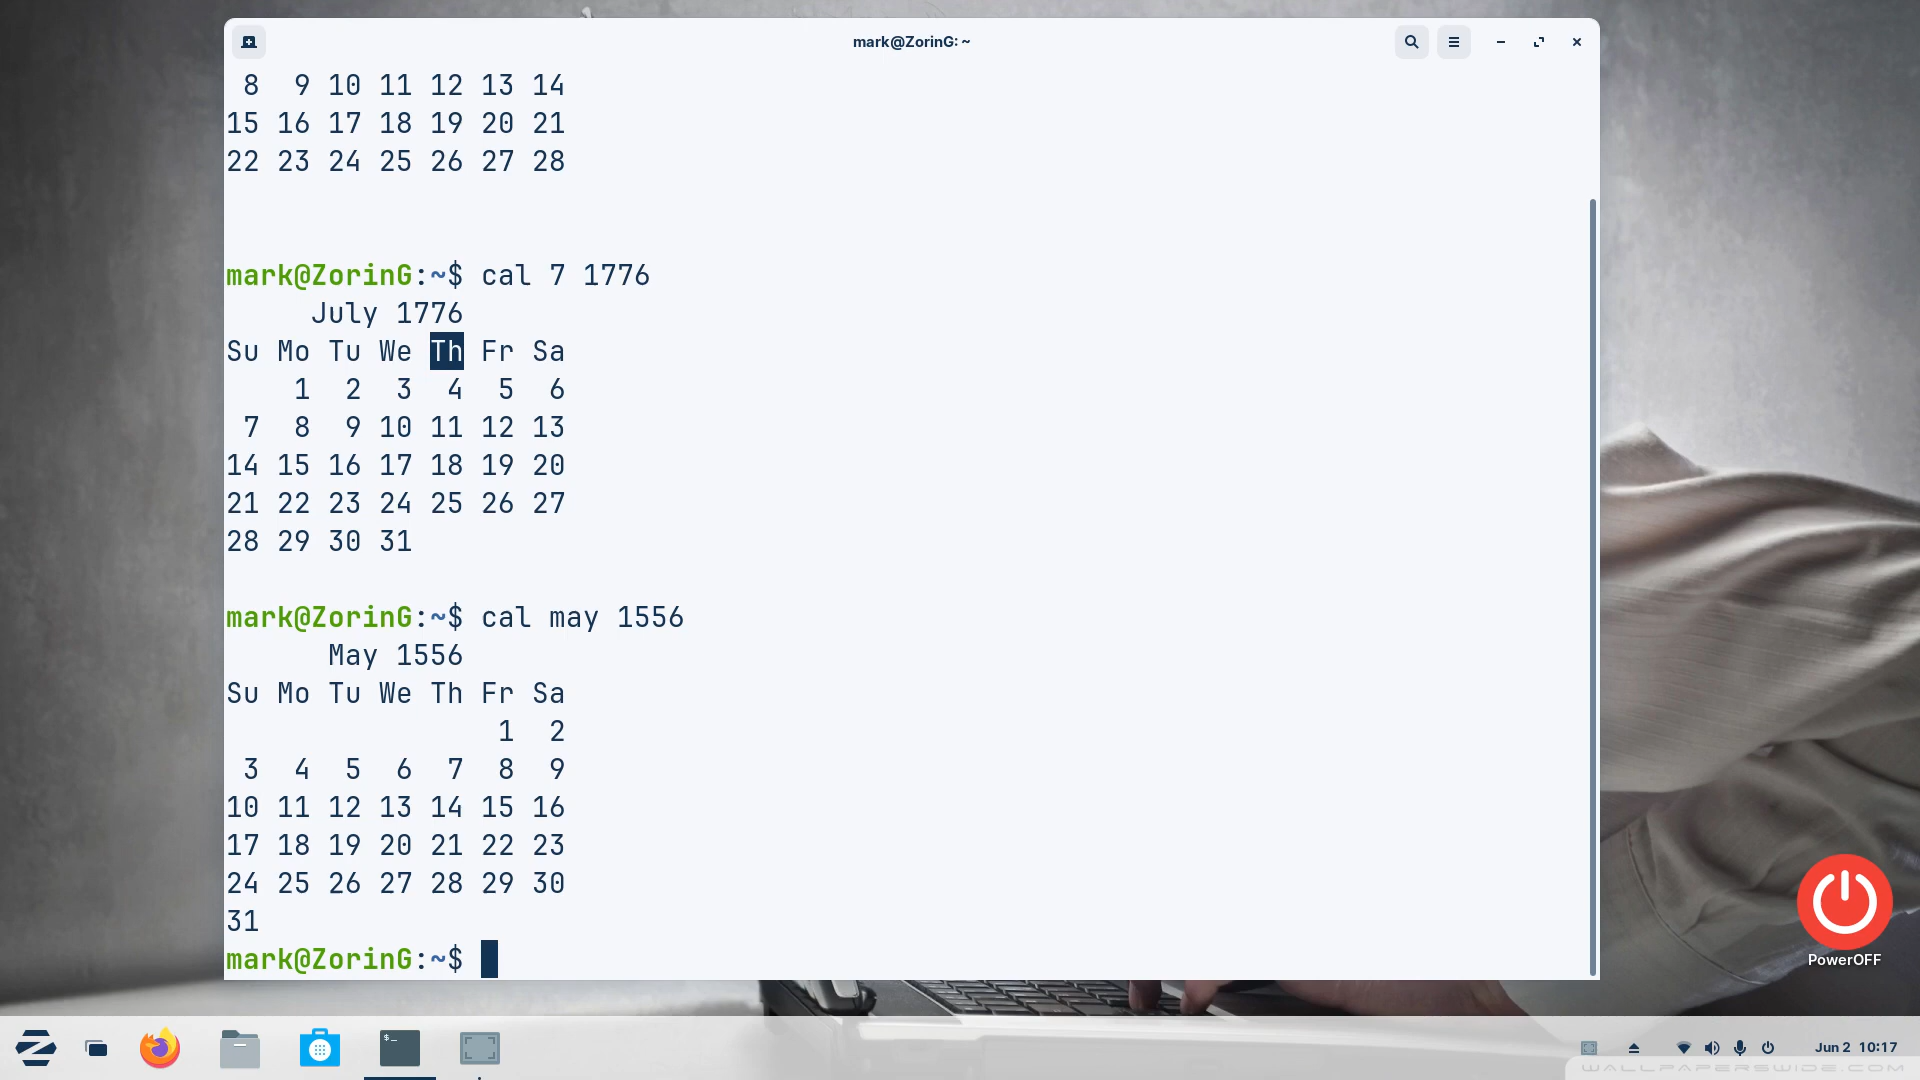 mark@ZorinG: ~
 8  9 10 11 12 13 14
15 16 17 18 19 20 21
22 23 24 25 26 27 28
mark@ZorinG:~$ cal 7 1776
     July 1776
Su Mo Tu We Th Fr Sa
    1  2  3  4  5  6
 7  8  9 10 11 12 13
14 15 16 17 18 19 20
21 22 23 24 25 26 27
28 29 30 31
mark@ZorinG:~$ cal may 1556
      May 1556
Su Mo Tu We Th Fr Sa
                1  2
 3  4  5  6  7  8  9
10 11 12 13 14 15 16
17 18 19 20 21 22 23
24 25 26 27 28 29 30
31
mark@ZorinG:~$
PowerOFF
$_
Jun 2 10:17
WALLPAPERSWIDE.COM